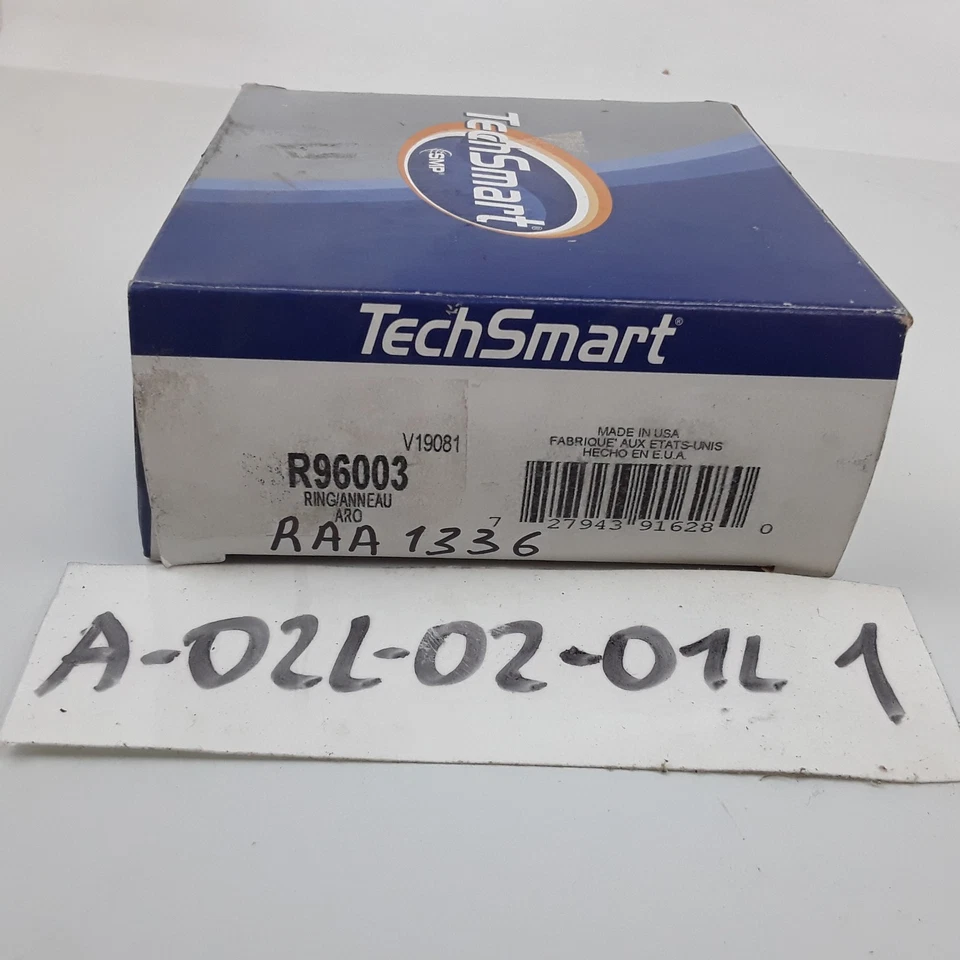 TechSmart®
SMP®
TechSmart®
V19081
R96003
RING/ANNEAU
ARO
MADE IN USA
FABRIQUE' AUX ETATS-UNIS
HECHO EN E.U.A.
7 27943 91628 0
RAA 1336
A-02L-02-01L 1